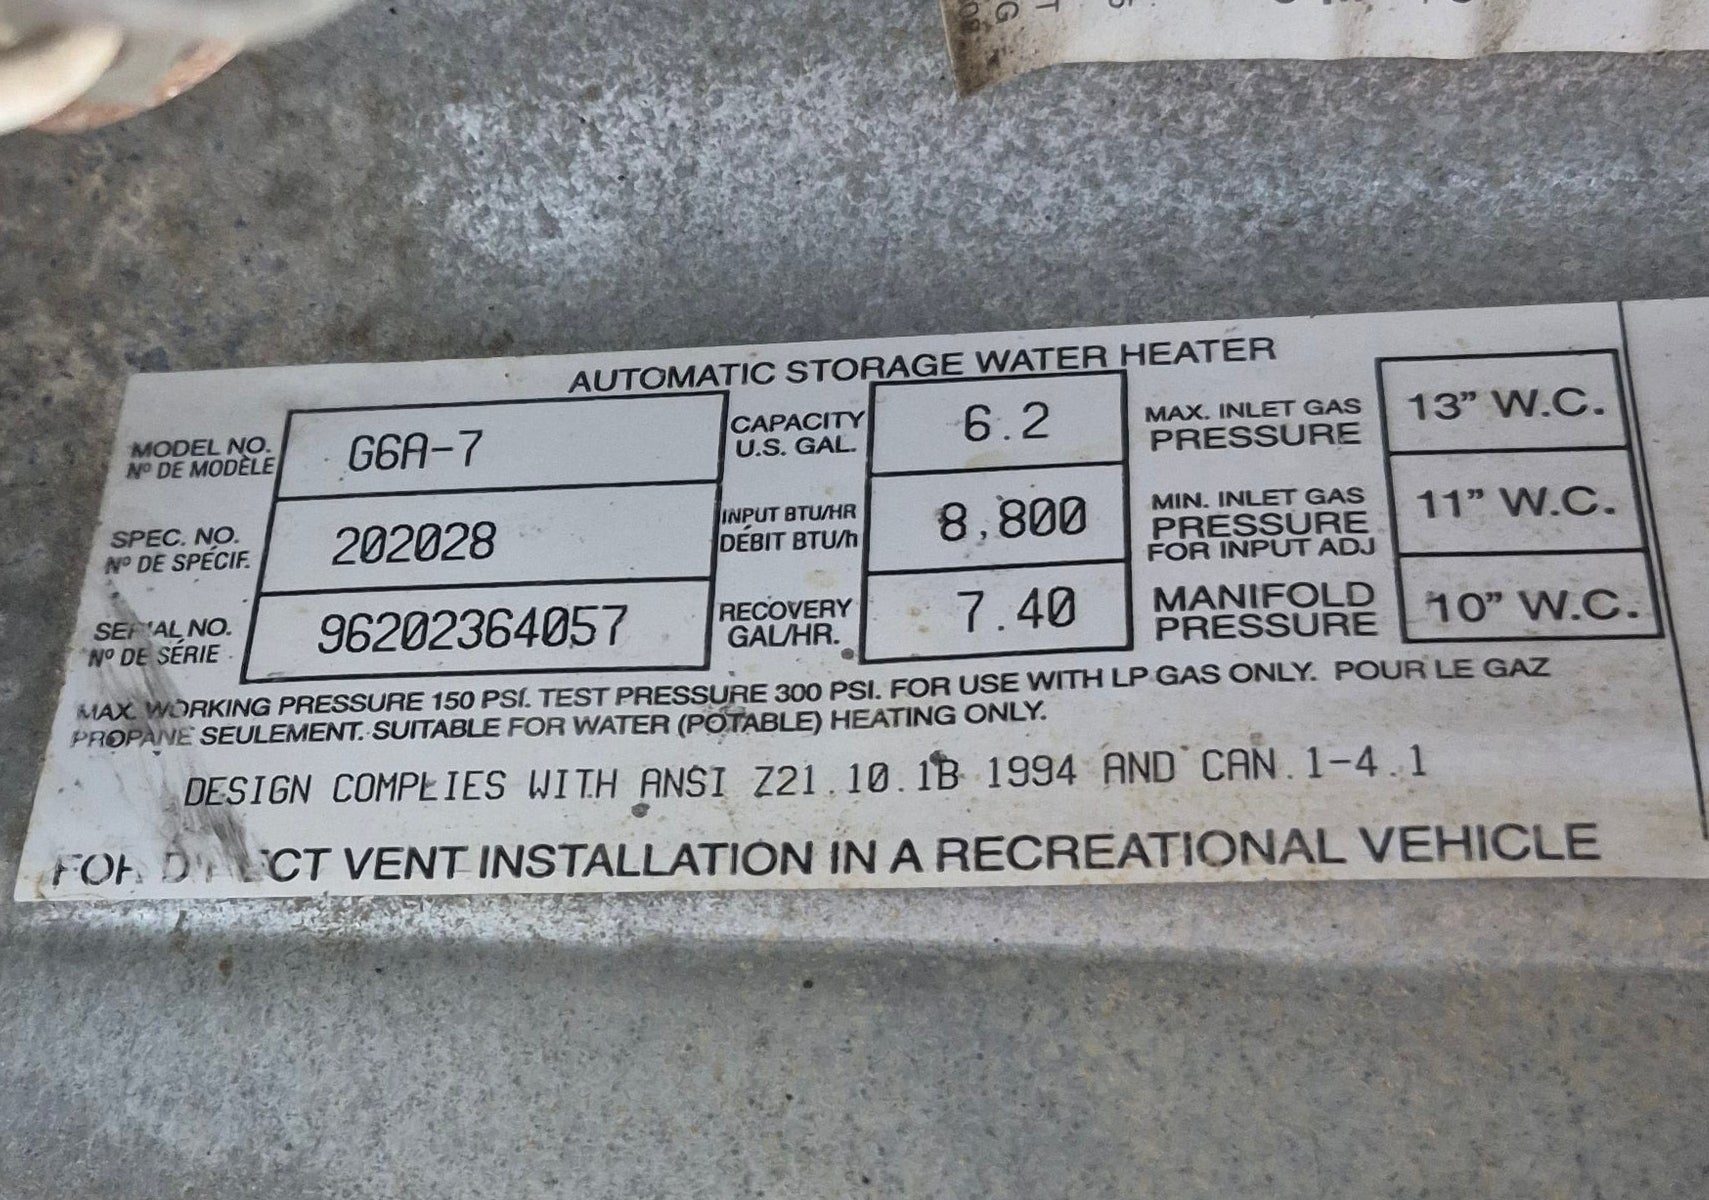 AUTOMATIC STORAGE WATER HEATER
MODEL NO.
Nº DE MODÈLE
G6A-7
CAPACITY
U.S. GAL.
6.2
MAX. INLET GAS
PRESSURE
13” W.C.
SPEC. NO.
Nº DE SPÉCIF.
202028
INPUT BTU/HR
DÉBIT BTU/h
8,800
MIN. INLET GAS
PRESSURE
FOR INPUT ADJ
11” W.C.
SERIAL NO.
Nº DE SÉRIE
96202364057
RECOVERY
GAL/HR.
7.40
MANIFOLD
PRESSURE
10” W.C.
MAX. WORKING PRESSURE 150 PSI. TEST PRESSURE 300 PSI. FOR USE WITH LP GAS ONLY. POUR LE GAZ
PROPANE SEULEMENT. SUITABLE FOR WATER (POTABLE) HEATING ONLY.
DESIGN COMPLIES WITH ANSI Z21.10.1B 1994 AND CAN.1-4.1
FOR DIRECT VENT INSTALLATION IN A RECREATIONAL VEHICLE